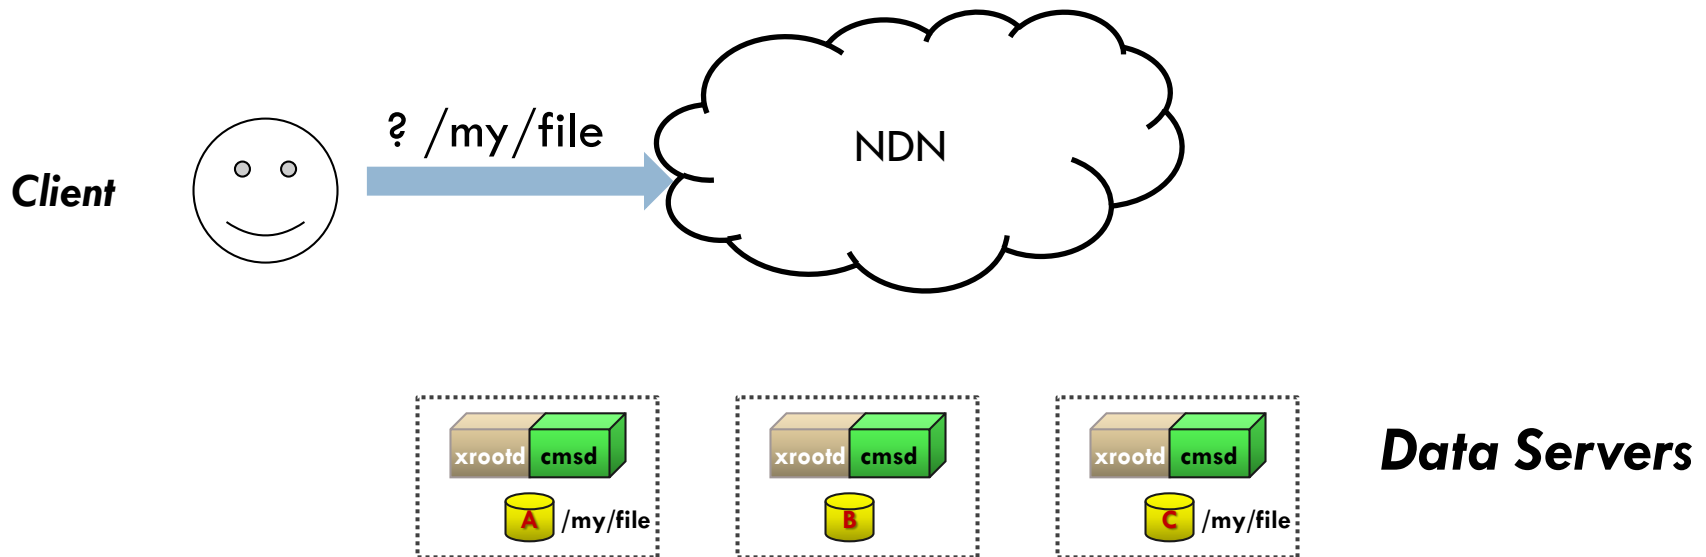 ? /my/file
NDN
Client
xrootd cmsd
xrootd cmsd
xrootd cmsd
Data Servers
A /my/file
B
C /my/file